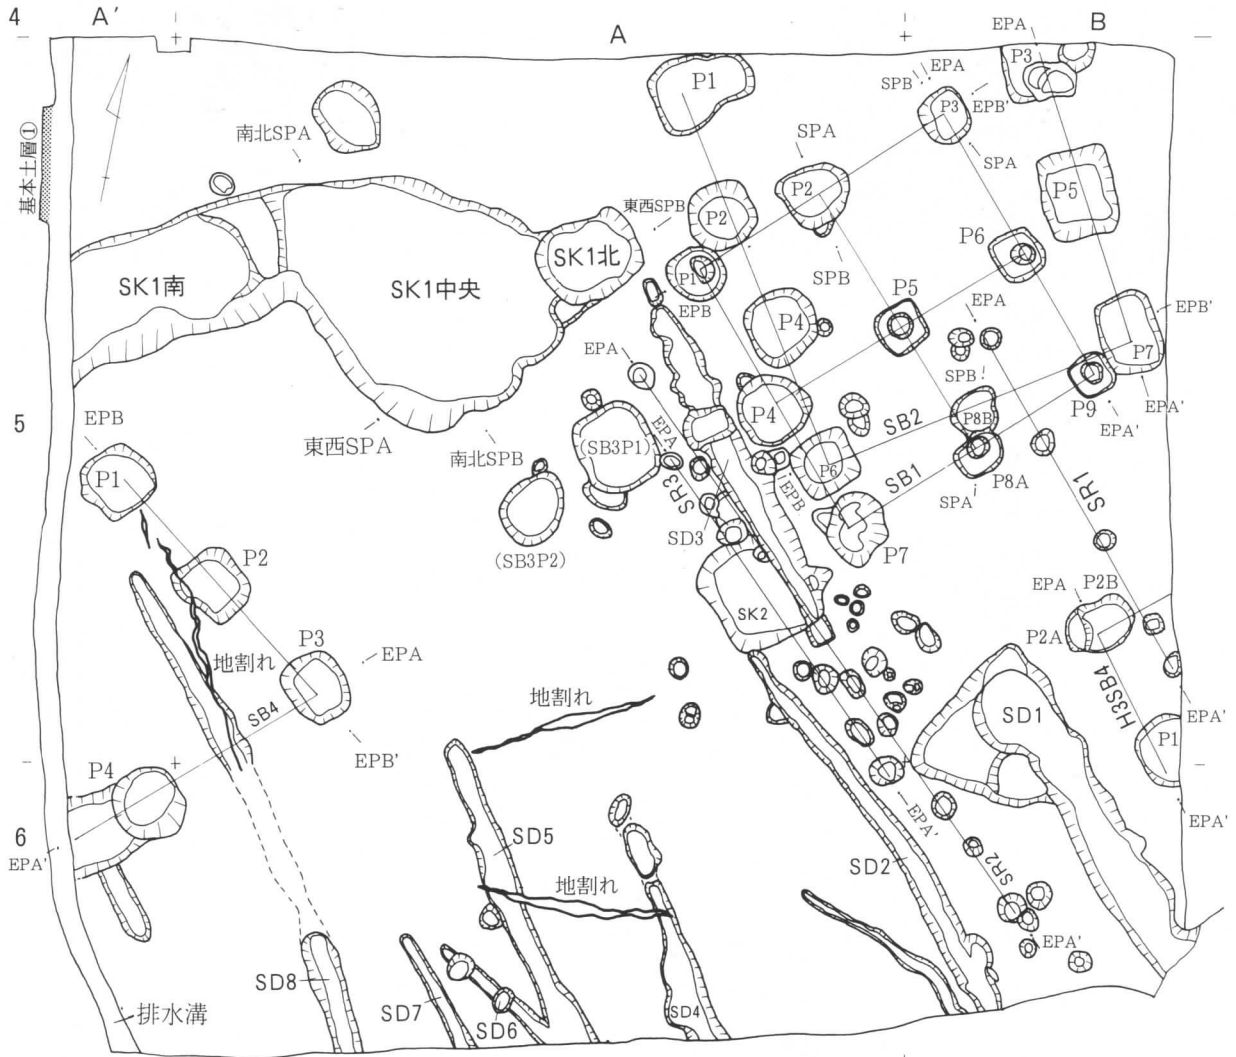 4
A'
A
B
EPA
P3
EPA
SPB
P3
EPB'
SPA
P1
南北SPA
基本土層①
SPA
P2
P5
東西SPB
P2
P6
SK1北
P1
SPB
SK1南
SK1中央
EPB
P4
P5
EPA
EPB'
P7
EPA
SPB
P9
EPA'
EPA'
5
EPB
東西SPA
南北SPB
(SB3P1)
EPA
P4
SB2
P8B
P1
SR3
P6
SB1
EPB
P8A
SPA
SR1
(SB3P2)
SD3
P7
P2
SK2
EPA
P2B
P2A
地割れ
P3
EPA
SB4
地割れ
H3SB4
SD1
EPA'
P1
EPB'
P4
EPA'
6
EPA'
SD5
EPA'
SD2
SR2
地割れ
EPA'
SD8
SD7
SD6
SD4
排水溝